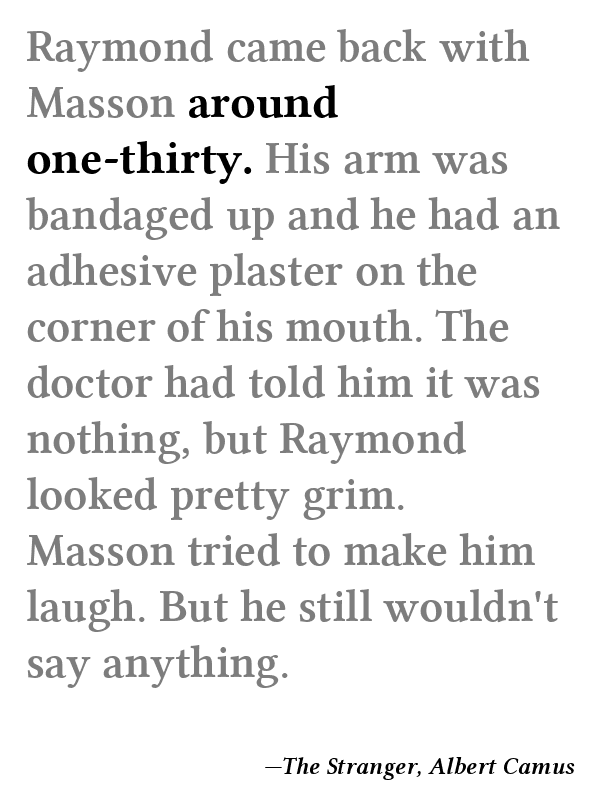 Raymond came back with
Masson around
one-thirty. His arm was
bandaged up and he had an
adhesive plaster on the
corner of his mouth. The
doctor had told him it was
nothing, but Raymond
looked pretty grim.
Masson tried to make him
laugh. But he still wouldn't
say anything.
—The Stranger, Albert Camus